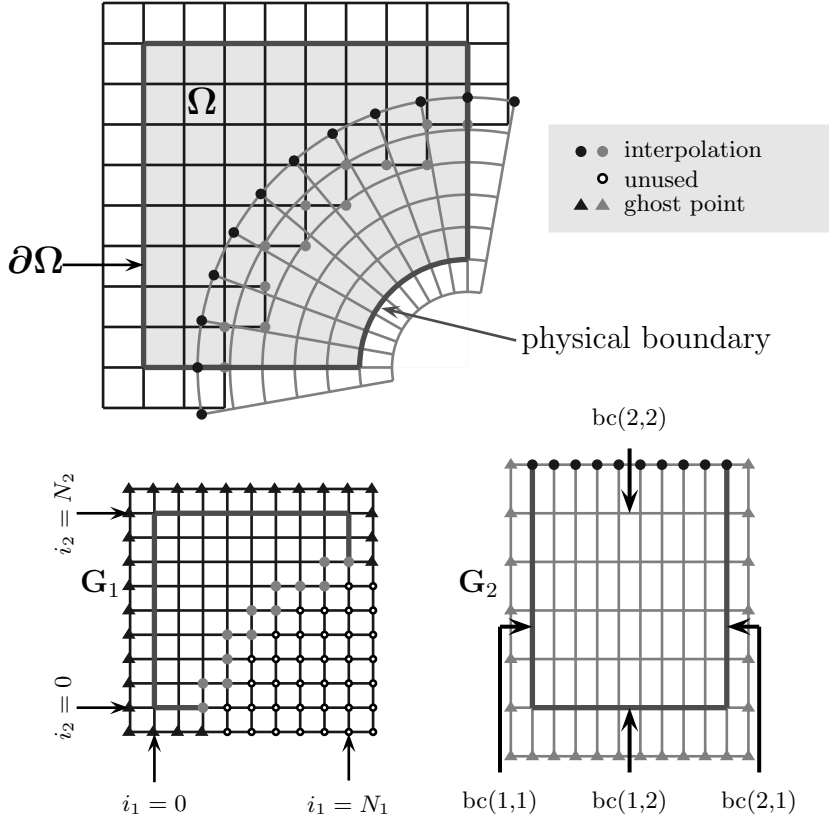 Ω
interpolation
unused
ghost point
∂Ω
physical boundary
bc(2,2)
i₂ = N₂
G₁
G₂
i₂ = 0
i₁ = 0
i₁ = N₁
bc(1,1)
bc(1,2)
bc(2,1)